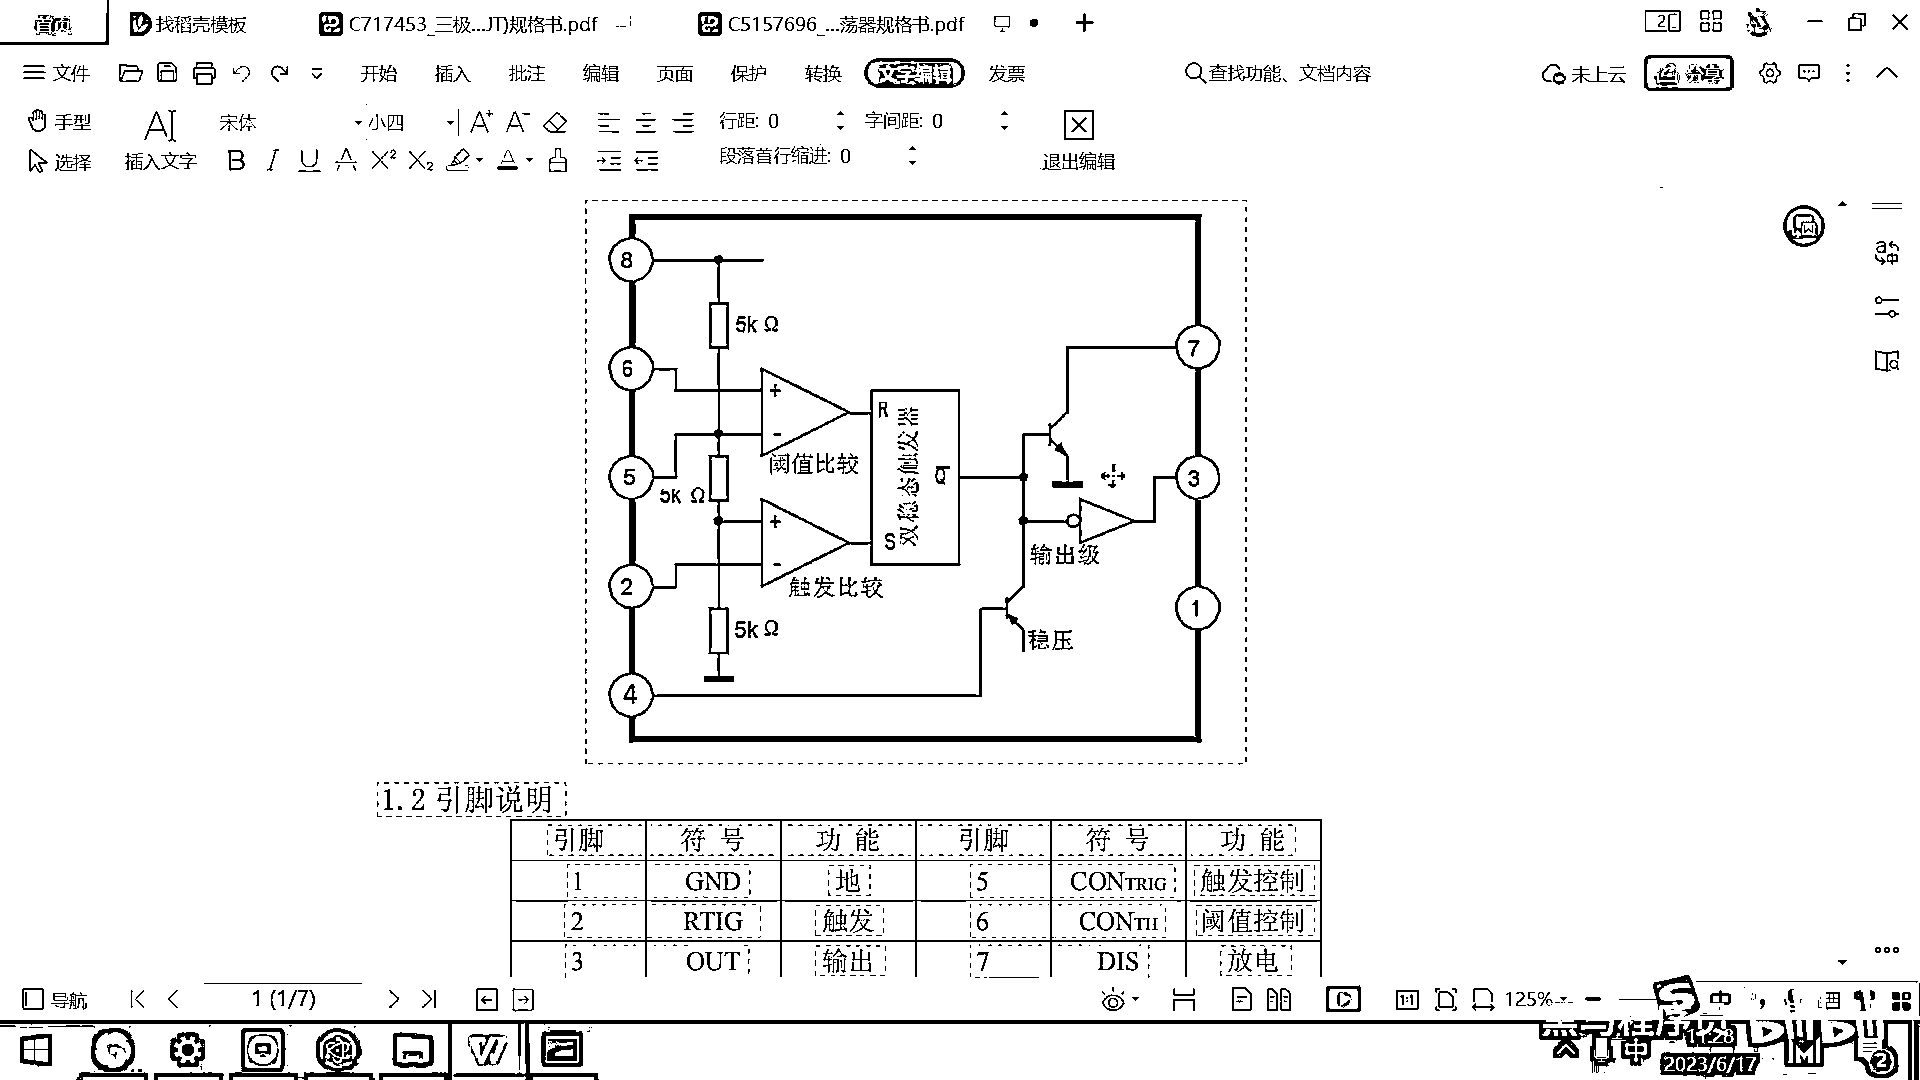 首页 找稻壳模板 C717453_三极...JT)规格书.pdf C5157696_...荡器规格书.pdf
文件 开始 插入 批注 编辑 页面 保护 转换 文字编辑 发票 查找功能、文档内容 未上云 分享
手型 宋体 小四 A+ A- 行距: 0 字间距: 0
选择 插入文字 B I U A X² X₂ A 段落首行缩进: 0 退出编辑
8
5k Ω
7
6
+
R
-
阈值比较
双稳态触发器
Q̅
5
5k Ω
3
+
S
-
输出级
触发比较
2
1
5k Ω
稳压
4
1.2引脚说明
引脚 符 号 功 能 引脚 符 号 功 能
1 GND 地 5 CONTRIG 触发控制
2 RTIG 触发 6 CONTH 阈值控制
3 OUT 输出 7 DIS 放电
导航 1 (1/7) 1:1 125% 中
中 2023/6/17 2